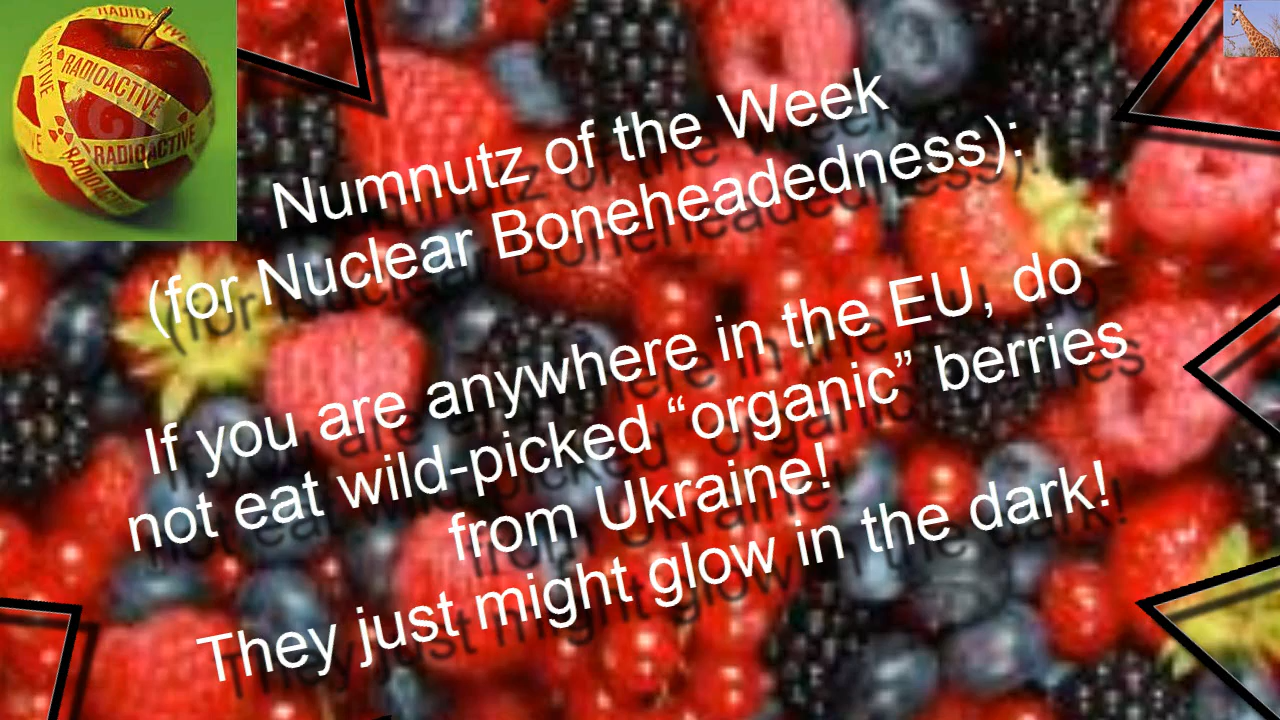 RADIOACTIVE
RADIOACTIVE
RADIOACTIVE
Numnutz of the Week
(for Nuclear Boneheadedness):
If you are anywhere in the EU, do
not eat wild-picked “organic” berries
from Ukraine!
They just might glow in the dark!